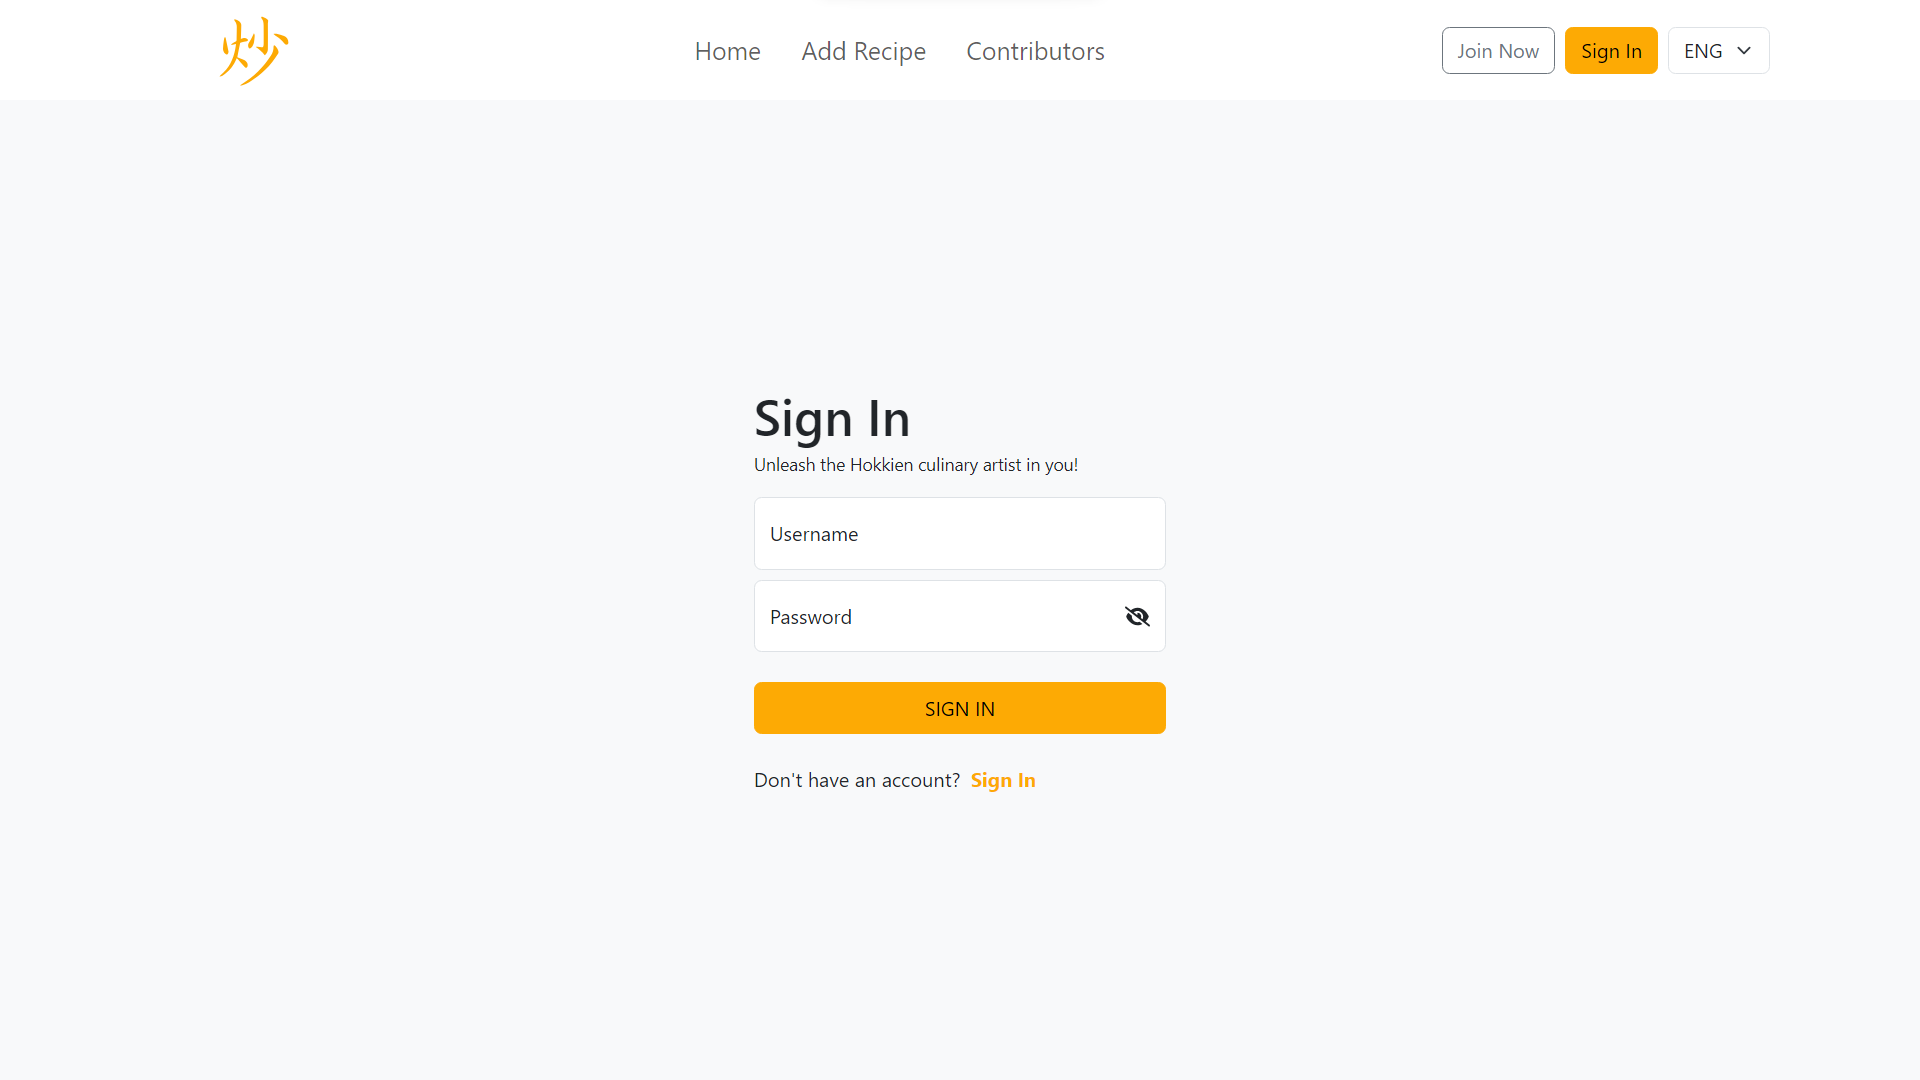 炒
Home
Add Recipe
Contributors
Join Now
Sign In
ENG
Sign In
Unleash the Hokkien culinary artist in you!
Username
Password
SIGN IN
Don't have an account? Sign In